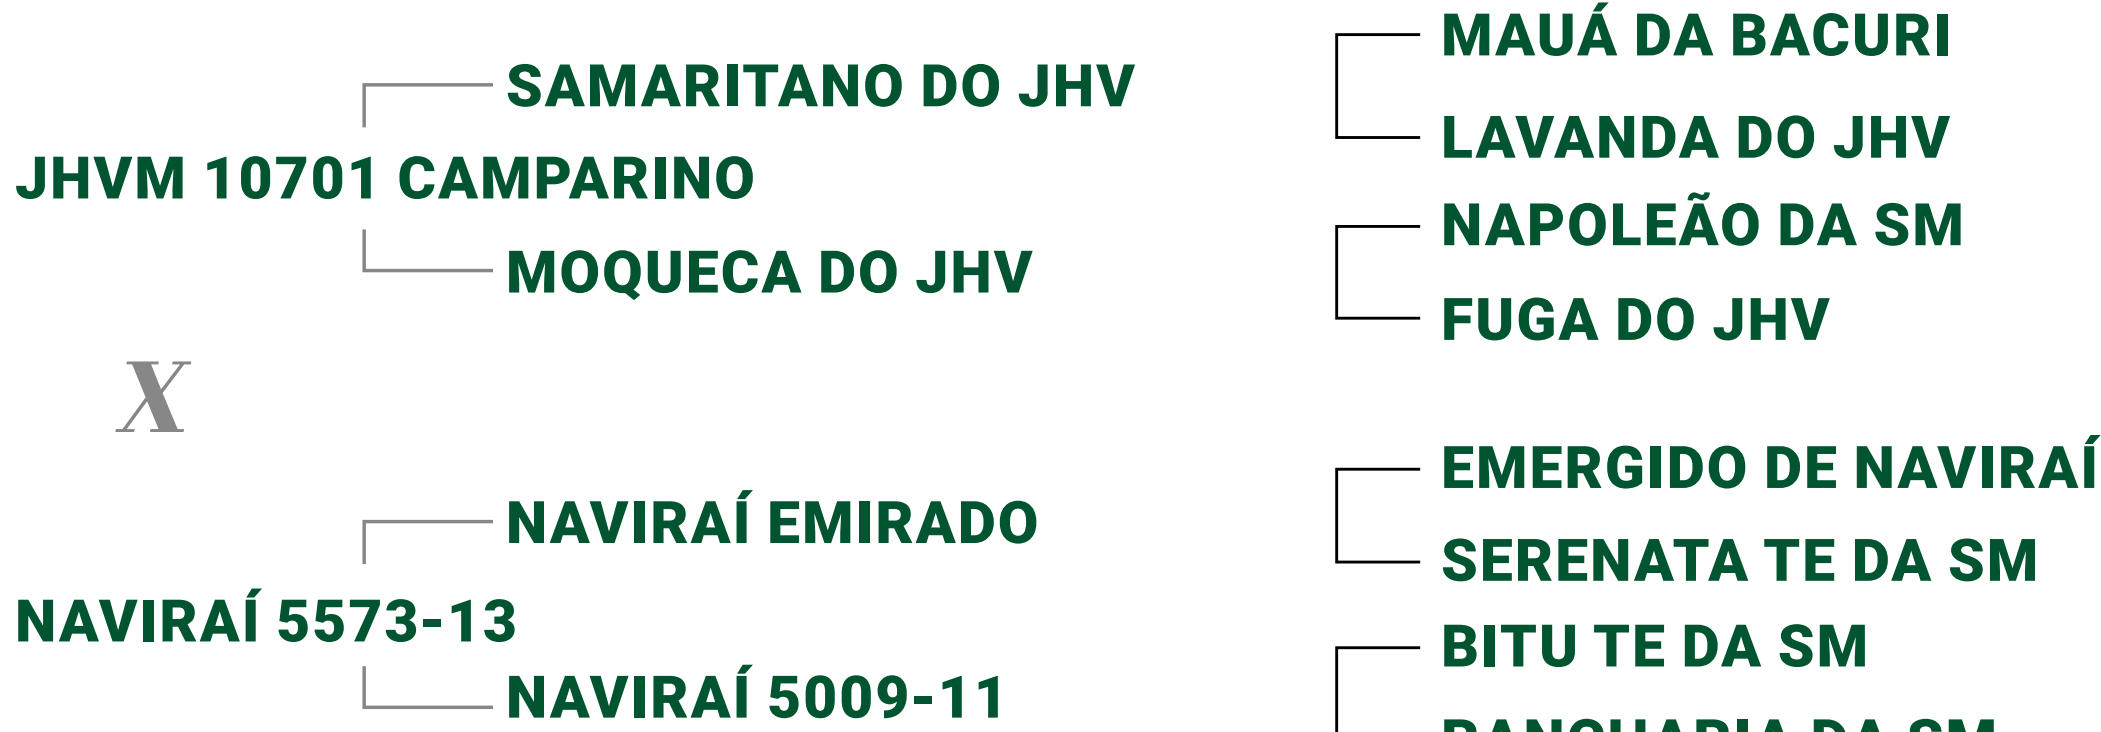 MAUÁ DA BACURI
SAMARITANO DO JHV
LAVANDA DO JHV
JHVM 10701 CAMPARINO
NAPOLEÃO DA SM
MOQUECA DO JHV
FUGA DO JHV
X
EMERGIDO DE NAVIRAÍ
NAVIRAÍ EMIRADO
SERENATA TE DA SM
NAVIRAÍ 5573-13
BITU TE DA SM
NAVIRAÍ 5009-11
DA SM